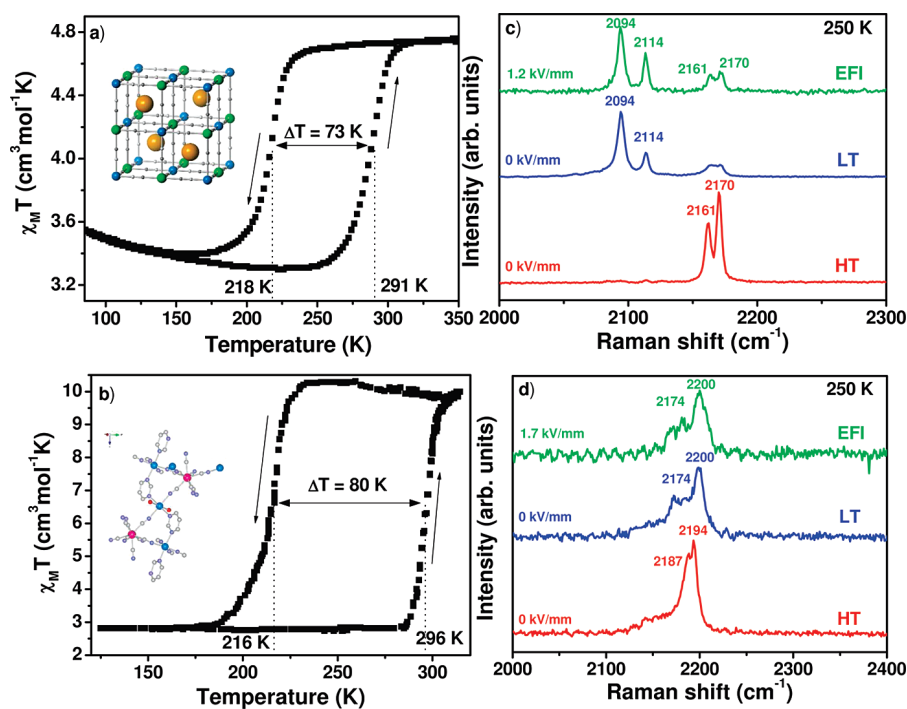 a)
χ_M T (cm³mol⁻¹K)
4.8
4.4
4.0
3.6
3.2
ΔT = 73 K
218 K
291 K
100 150 200 250 300 350
Temperature (K)
b)
χ_M T (cm³mol⁻¹K)
10
9
8
7
6
5
4
3
2
ΔT = 80 K
216 K
296 K
150 200 250 300
Temperature (K)
c)
250 K
Intensity (arb. units)
2094
2114
2161
2170
1.2 kV/mm
EFI
2094
2114
0 kV/mm
LT
2170
2161
0 kV/mm
HT
2000 2100 2200 2300
Raman shift (cm⁻¹)
d)
250 K
Intensity (arb. units)
2200
2174
1.7 kV/mm
EFI
2200
2174
0 kV/mm
LT
2194
2187
0 kV/mm
HT
2000 2100 2200 2300 2400
Raman shift (cm⁻¹)